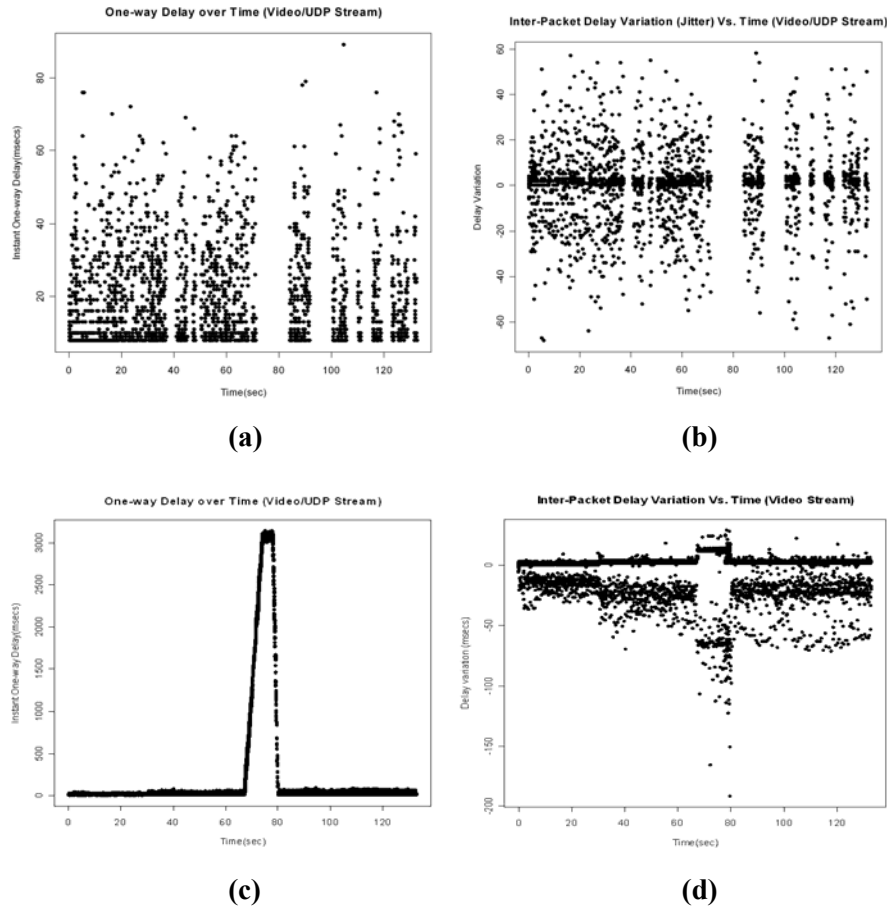 One-way Delay over Time (Video/UDP Stream)
Instant One-way Delay(msecs)
80
60
40
20
0 20 40 60 80 100 120
Time(sec)
(a)
Inter-Packet Delay Variation (Jitter) Vs. Time (Video/UDP Stream)
Delay Variation
60
40
20
0
-20
-40
-60
0 20 40 60 80 100 120
Time(sec)
(b)
One-way Delay over Time (Video/UDP Stream)
Instant One-way Delay(msecs)
3000
2500
2000
1500
1000
500
0
0 20 40 60 80 100 120
Time(sec)
(c)
Inter-Packet Delay Variation Vs. Time (Video Stream)
Delay variation (msecs)
0
-50
-100
-150
-200
0 20 40 60 80 100 120
Time(sec)
(d)